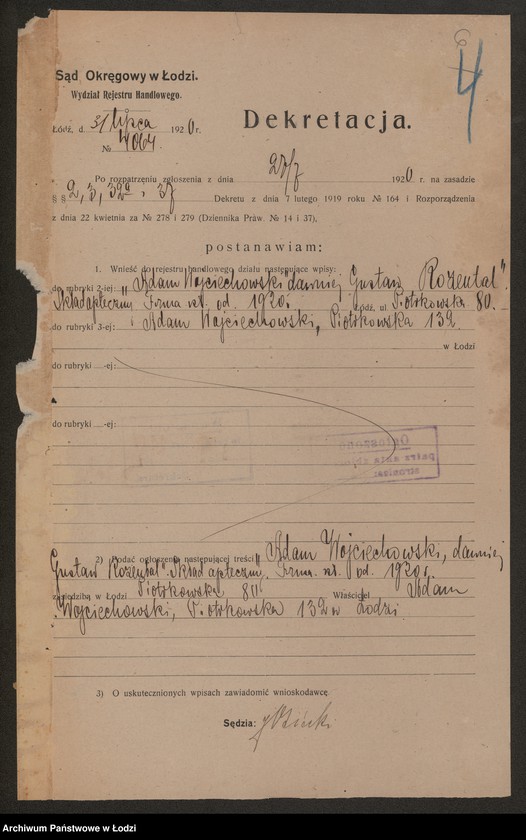 4
Sąd Okręgowy w Łodzi.
Wydział Rejestru Handlowego.
Łódź, d. 31 lipca 1920 r.
№ 4064
Dekretacja.
Po rozpatrzeniu zgłoszenia z dnia 27/7 1920 r. na zasadzie
§ § 2, 3, 32 i 37 Dekretu z dnia 7 lutego 1919 roku № 164 i Rozporządzenia
z dnia 22 kwietnia za № 278 i 279 (Dziennika Praw. № 14 i 37),
postanawiam:
1. Wnieść do rejestru handlowego działu następujące wpisy:
do rubryki 2-iej: „Adam Wojciechowski dawniej Gustaw Rozental”.
Skład apteczny. Firma ist. od 1920 r. Łódź, ul Piotrkowska 80.
do rubryki 3-ej: Adam Wojciechowski, Piotrkowska 132.
w Łodzi
do rubryki -ej:
do rubryki -ej:
2) Podać ogłoszenie następującej treści „Adam Wojciechowski, dawniej
Gustaw Rozental”. Skład apteczny. Firma ist. od 1920 r.
z siedzibą w Łodzi Piotrkowska 80. Właściciel Adam
Wojciechowski, Piotrkowska 132 w Łodzi.
3) O uskutecznionych wpisach zawiadomić wnioskodawcę.
Sędzia:
Archiwum Państwowe w Łodzi